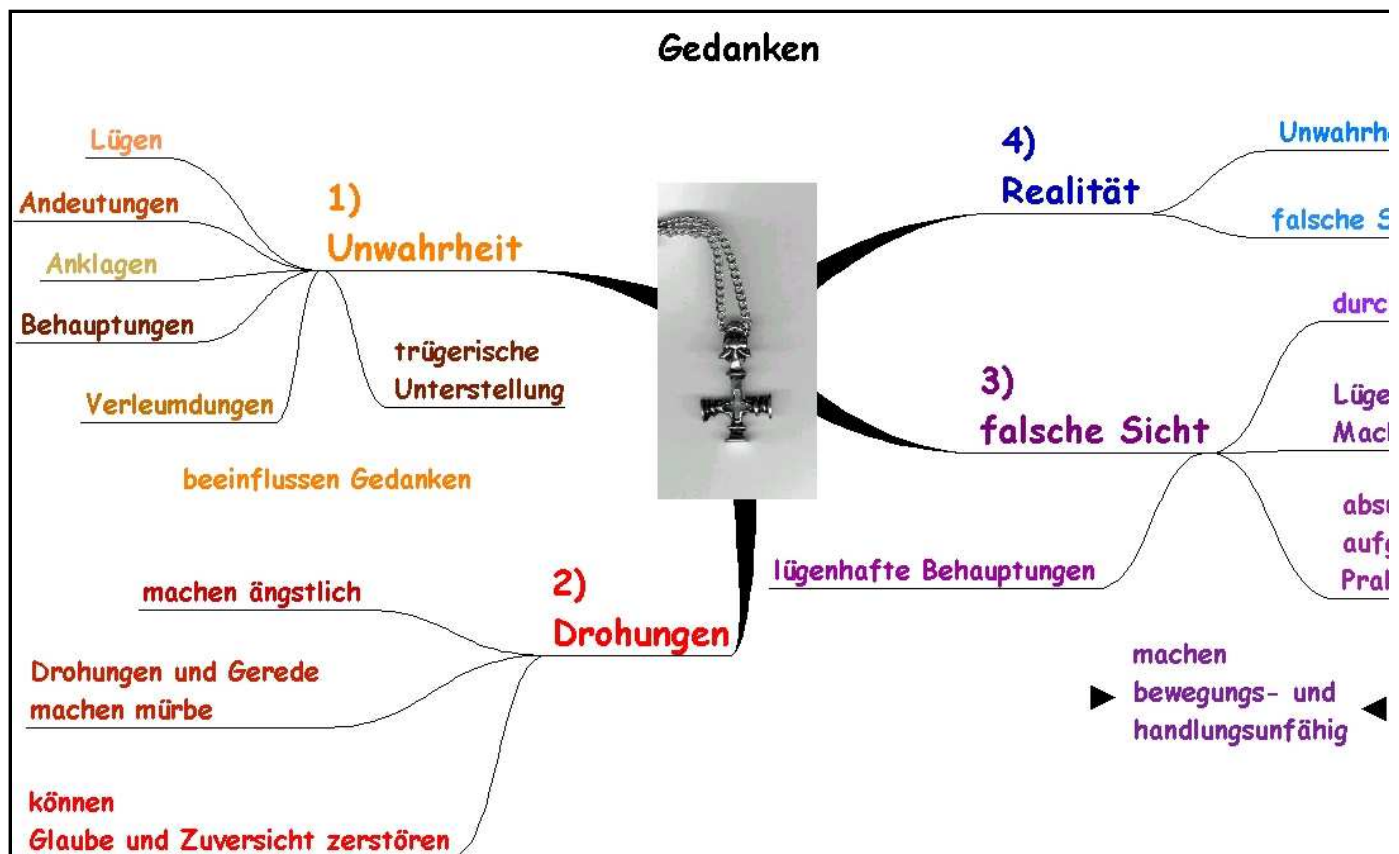 Gedanken
1)
Unwahrheit
Lügen
Andeutungen
Anklagen
Behauptungen
Verleumdungen
trügerische
Unterstellung
beeinflussen Gedanken
2)
Drohungen
machen ängstlich
Drohungen und Gerede
machen mürbe
können
Glaube und Zuversicht zerstören
3)
falsche Sicht
lügenhafte Behauptungen
machen
bewegungs- und
handlungsunfähig
4)
Realität
falsche